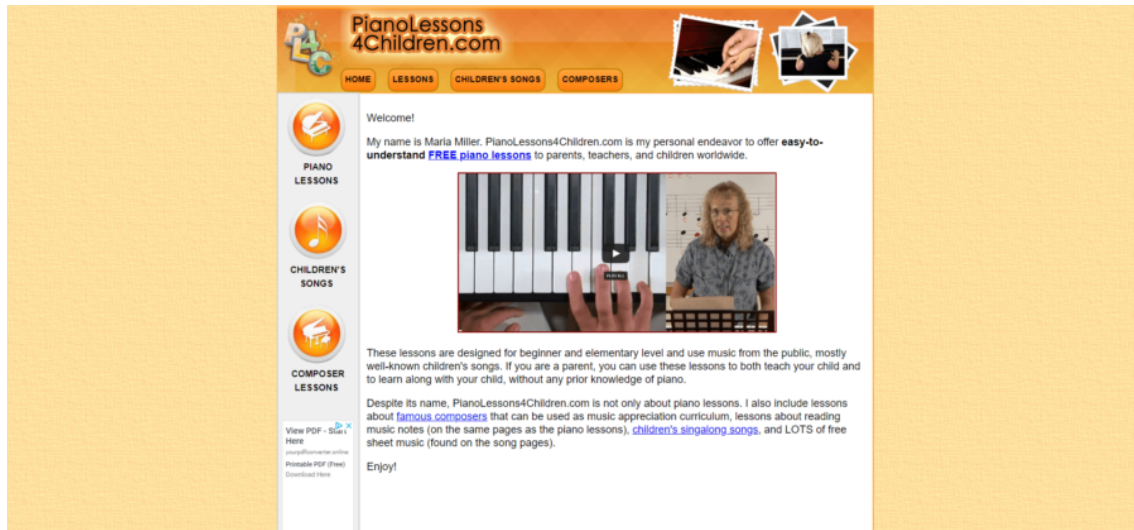 PianoLessons
4Children.com
HOME LESSONS CHILDREN'S SONGS COMPOSERS
PIANO
LESSONS
CHILDREN'S
SONGS
COMPOSER
LESSONS
View PDF - Start
Here
yourpdfconverter.online
Printable PDF (Free)
Download Here
Welcome!
My name is Maria Miller. PianoLessons4Children.com is my personal endeavor to offer easy-to-
understand FREE piano lessons to parents, teachers, and children worldwide.
These lessons are designed for beginner and elementary level and use music from the public, mostly
well-known children's songs. If you are a parent, you can use these lessons to both teach your child and
to learn along with your child, without any prior knowledge of piano.
Despite its name, PianoLessons4Children.com is not only about piano lessons. I also include lessons
about famous composers that can be used as music appreciation curriculum, lessons about reading
music notes (on the same pages as the piano lessons), children's singalong songs, and LOTS of free
sheet music (found on the song pages).
Enjoy!